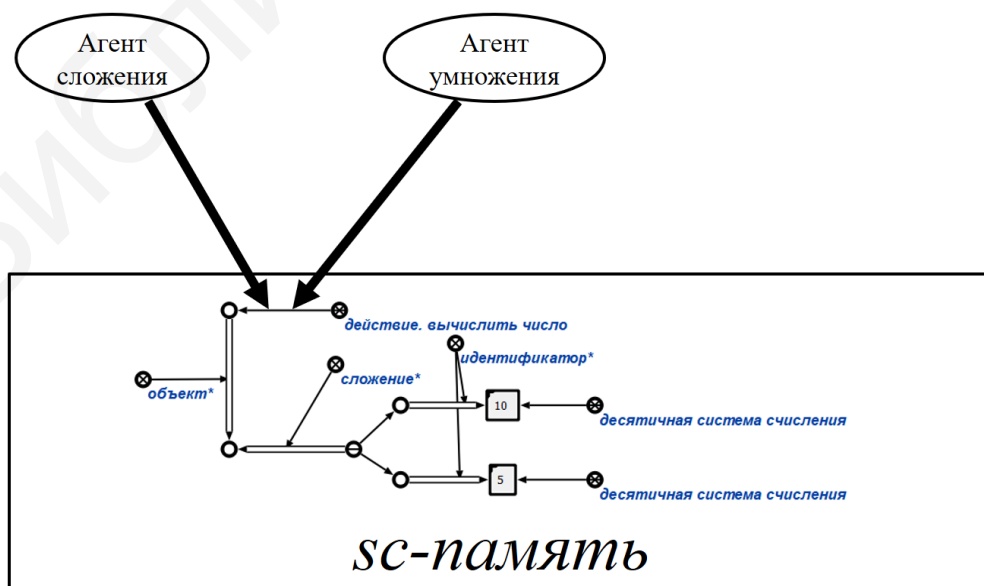 Агент
сложения
Агент
умножения
действие. вычислить число
идентификатор*
сложение*
объект*
10
десятичная система счисления
5
десятичная система счисления
sc-память